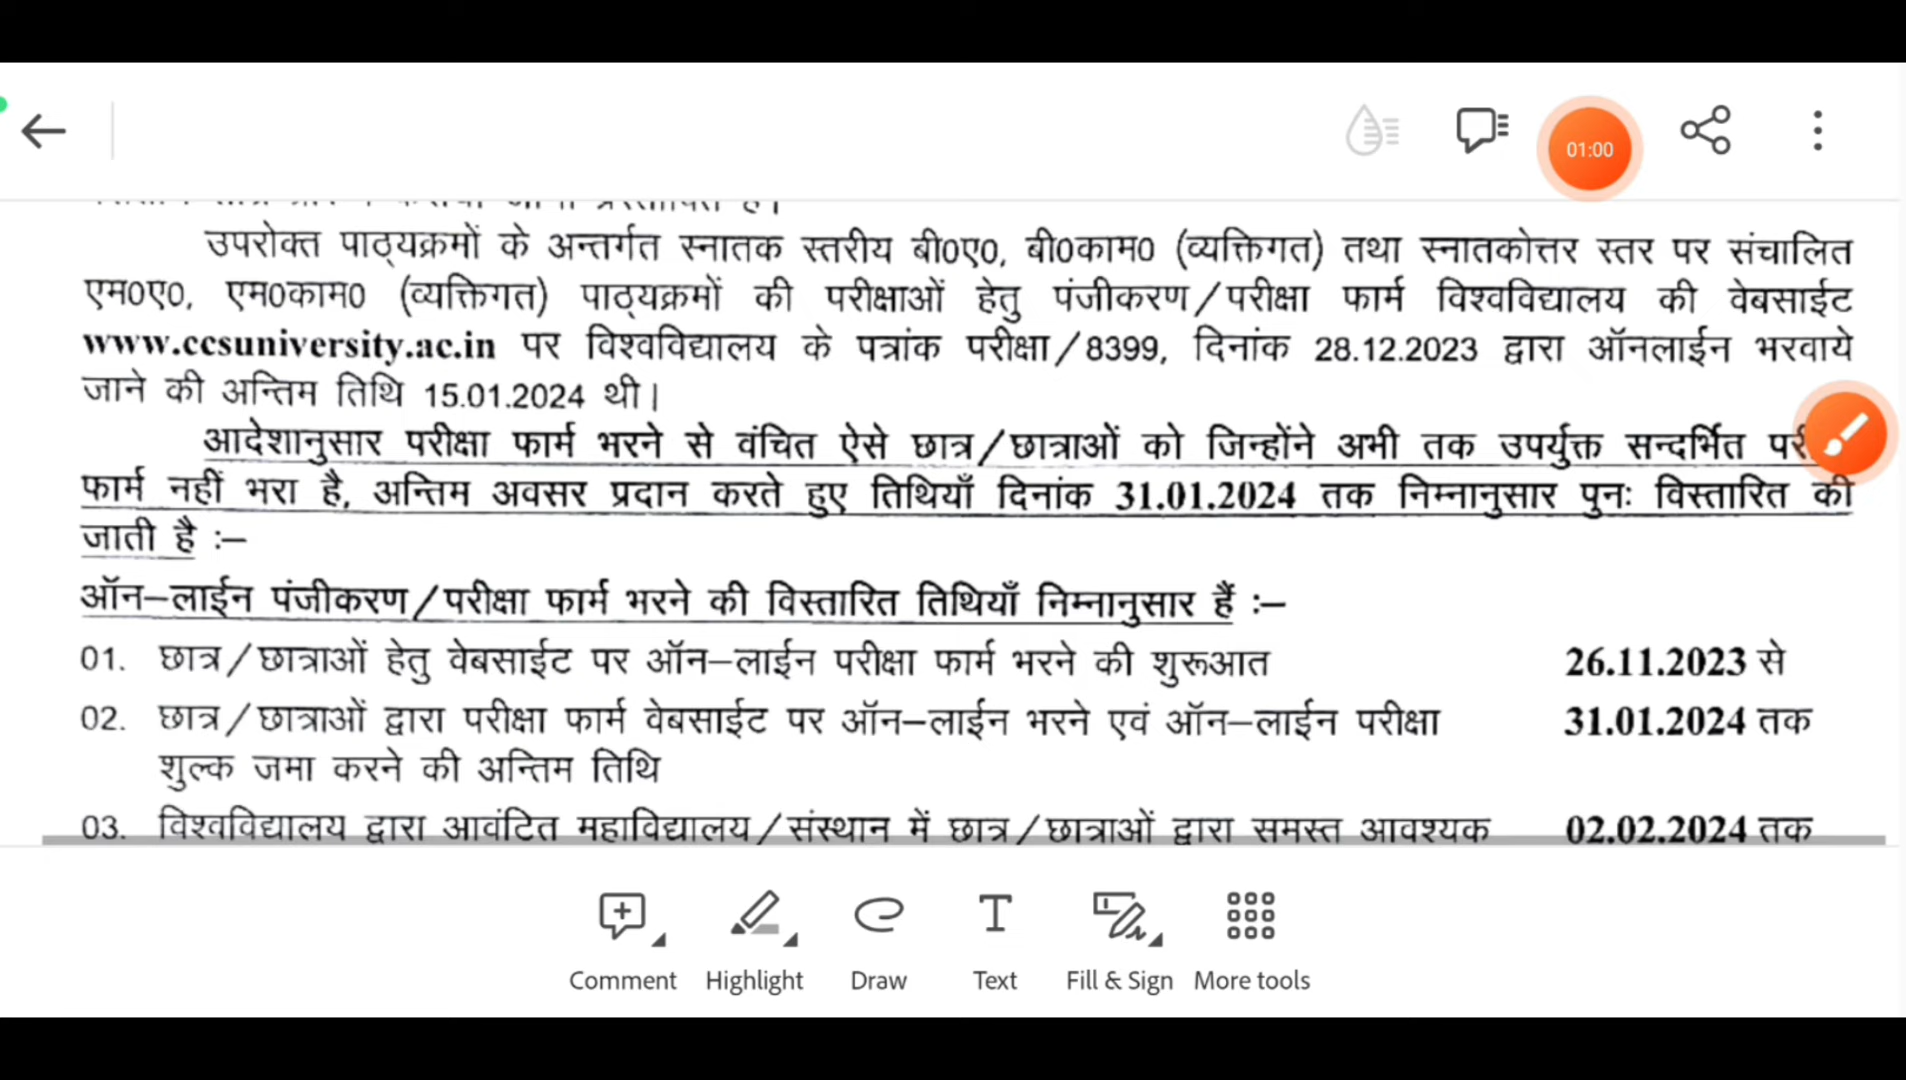 01:00
उपरोक्त पाठ्यक्रमों के अन्तर्गत स्नातक स्तरीय बी0ए0, बी0काम0 (व्यक्तिगत) तथा स्नातकोत्तर स्तर पर संचालित
एम0ए0, एम0काम0 (व्यक्तिगत) पाठ्यक्रमों की परीक्षाओं हेतु पंजीकरण/परीक्षा फार्म विश्वविद्यालय की वेबसाईट
www.ccsuniversity.ac.in पर विश्वविद्यालय के पत्रांक परीक्षा/8399, दिनांक 28.12.2023 द्वारा ऑनलाईन भरवाये
जाने की अन्तिम तिथि 15.01.2024 थी।
आदेशानुसार परीक्षा फार्म भरने से वंचित ऐसे छात्र/छात्राओं को जिन्होंने अभी तक उपर्युक्त सन्दर्भित
फार्म नहीं भरा है, अन्तिम अवसर प्रदान करते हुए तिथियाँ दिनांक 31.01.2024 तक निम्नानुसार पुनः विस्तारित की
जाती है :–
ऑन–लाईन पंजीकरण/परीक्षा फार्म भरने की विस्तारित तिथियाँ निम्नानुसार हैं :–
01. छात्र/छात्राओं हेतु वेबसाईट पर ऑन–लाईन परीक्षा फार्म भरने की शुरूआत 26.11.2023 से
02. छात्र/छात्राओं द्वारा परीक्षा फार्म वेबसाईट पर ऑन–लाईन भरने एवं ऑन–लाईन परीक्षा 31.01.2024 तक
शुल्क जमा करने की अन्तिम तिथि
03. विश्वविद्यालय द्वारा आवंटित महाविद्यालय/संस्थान में छात्र/छात्राओं द्वारा समस्त आवश्यक 02.02.2024 तक
Comment Highlight Draw Text Fill & Sign More tools